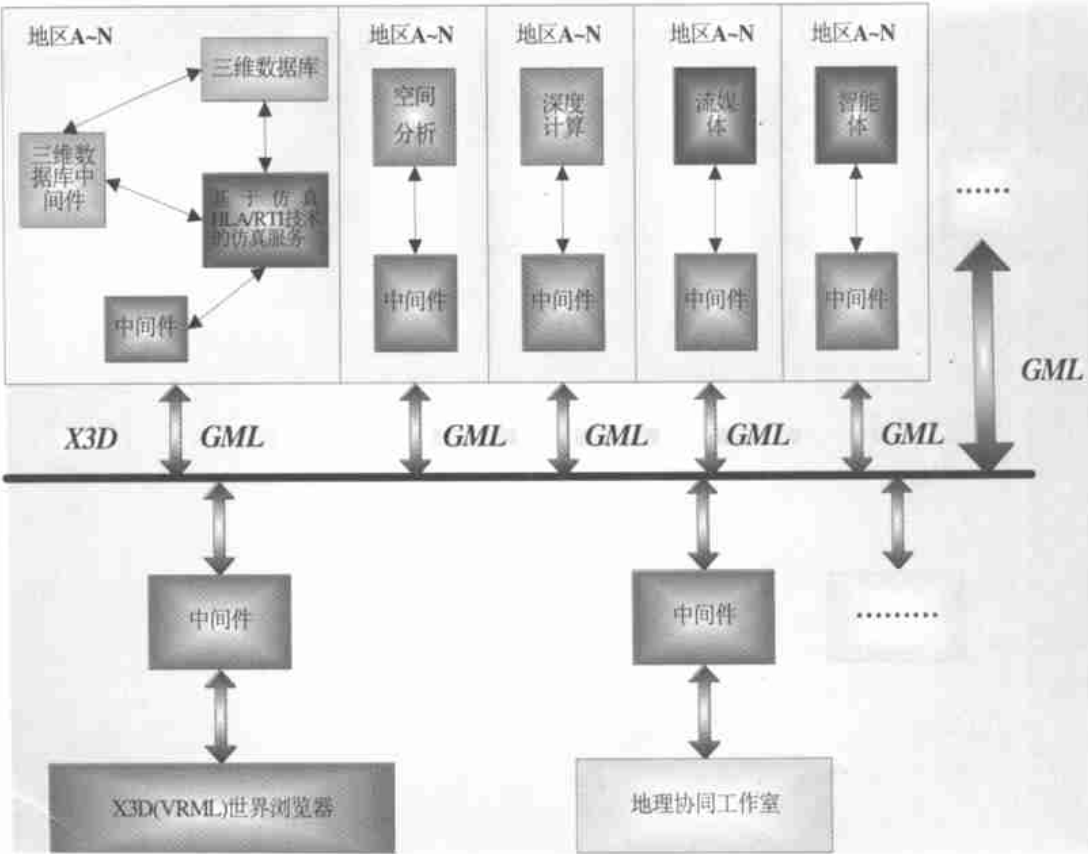 地区A~N
地区A~N
地区A~N
地区A~N
地区A~N
三维数据库
三维数
据库中
间件
基于仿真
HLA/RTI技术
的仿真服务
中间件
空间
分析
中间件
深度
计算
中间件
流媒
体
中间件
智能
体
中间件
……
GML
X3D
GML
GML
GML
GML
GML
中间件
中间件
………
X3D(VRML)世界浏览器
地理协同工作室